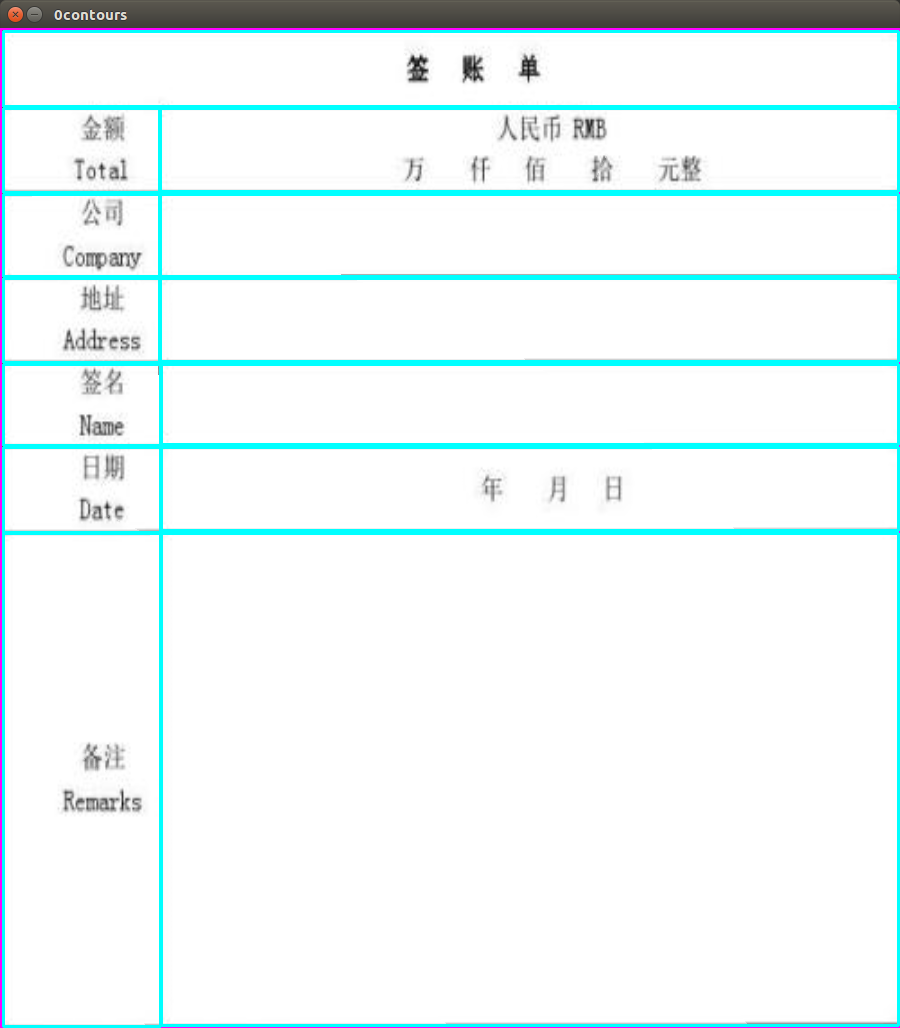 0contours
签 账 单
金额
Total
人民币 RMB
万 仟 佰 拾 元整
公司
Company
地址
Address
签名
Name
日期
Date
年 月 日
备注
Remarks